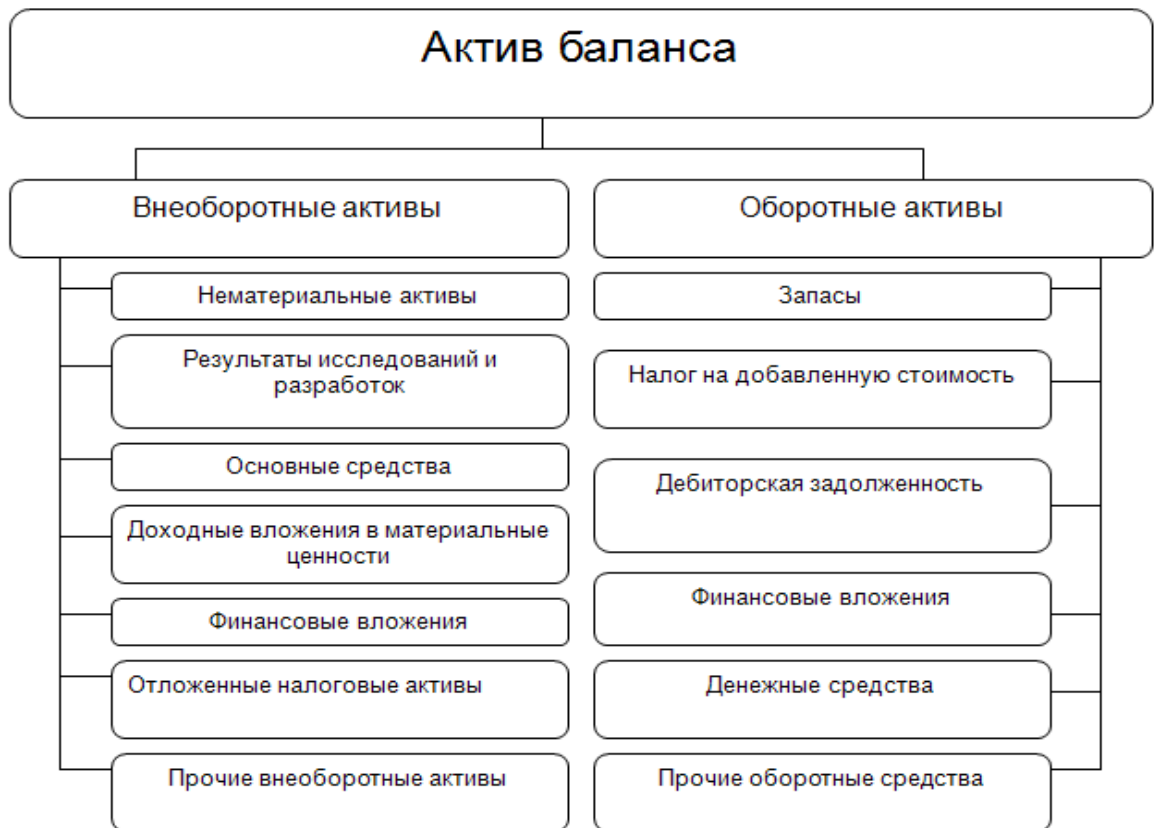 Актив баланса
Внеоборотные активы
Нематериальные активы
Результаты исследований и
разработок
Основные средства
Доходные вложения в материальные
ценности
Финансовые вложения
Отложенные налоговые активы
Прочие внеоборотные активы
Оборотные активы
Запасы
Налог на добавленную стоимость
Дебиторская задолженность
Финансовые вложения
Денежные средства
Прочие оборотные средства